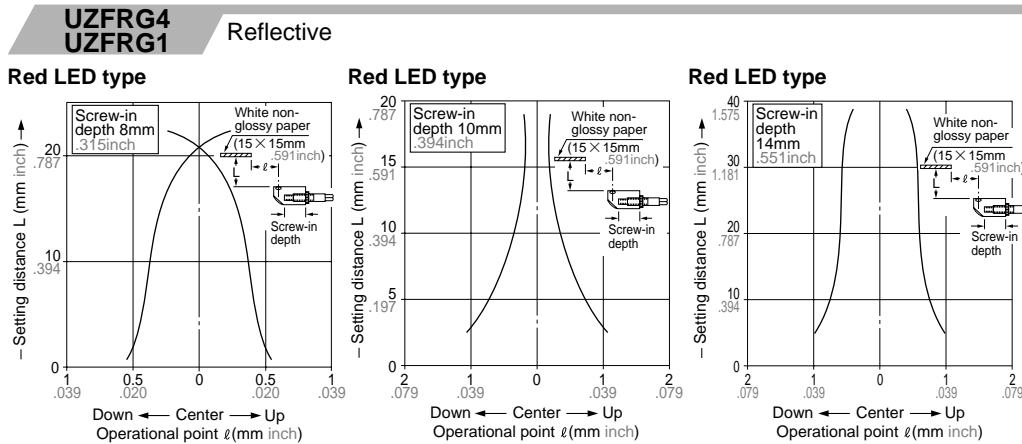 UZFRG4
UZFRG1
Reflective
Red LED type
Screw-in
depth 8mm
.315inch
White non-
glossy paper
(15×15mm
.591inch)
L
ℓ
Screw-in
depth
– Setting distance L (mm inch) →
20
.787
10
.394
0
1
.039
0.5
.020
0
0.5
.020
1
.039
Down ← Center → Up
Operational point ℓ(mm inch)
Red LED type
Screw-in
depth 10mm
.394inch
White non-
glossy paper
(15×15mm
.591inch)
L
ℓ
Screw-in
depth
– Setting distance L (mm inch) →
20
.787
15
.591
10
.394
5
.197
0
2
.079
1
.039
0
1
.039
2
.079
Down ← Center → Up
Operational point ℓ(mm inch)
Red LED type
Screw-in
depth
14mm
.551inch
White non-
glossy paper
(15×15mm
.591inch)
L
ℓ
Screw-in
depth
– Setting distance L (mm inch) →
40
1.575
30
1.181
20
.787
10
.394
0
2
.079
1
.039
0
1
.039
2
.079
Down ← Center → Up
Operational point ℓ(mm inch)